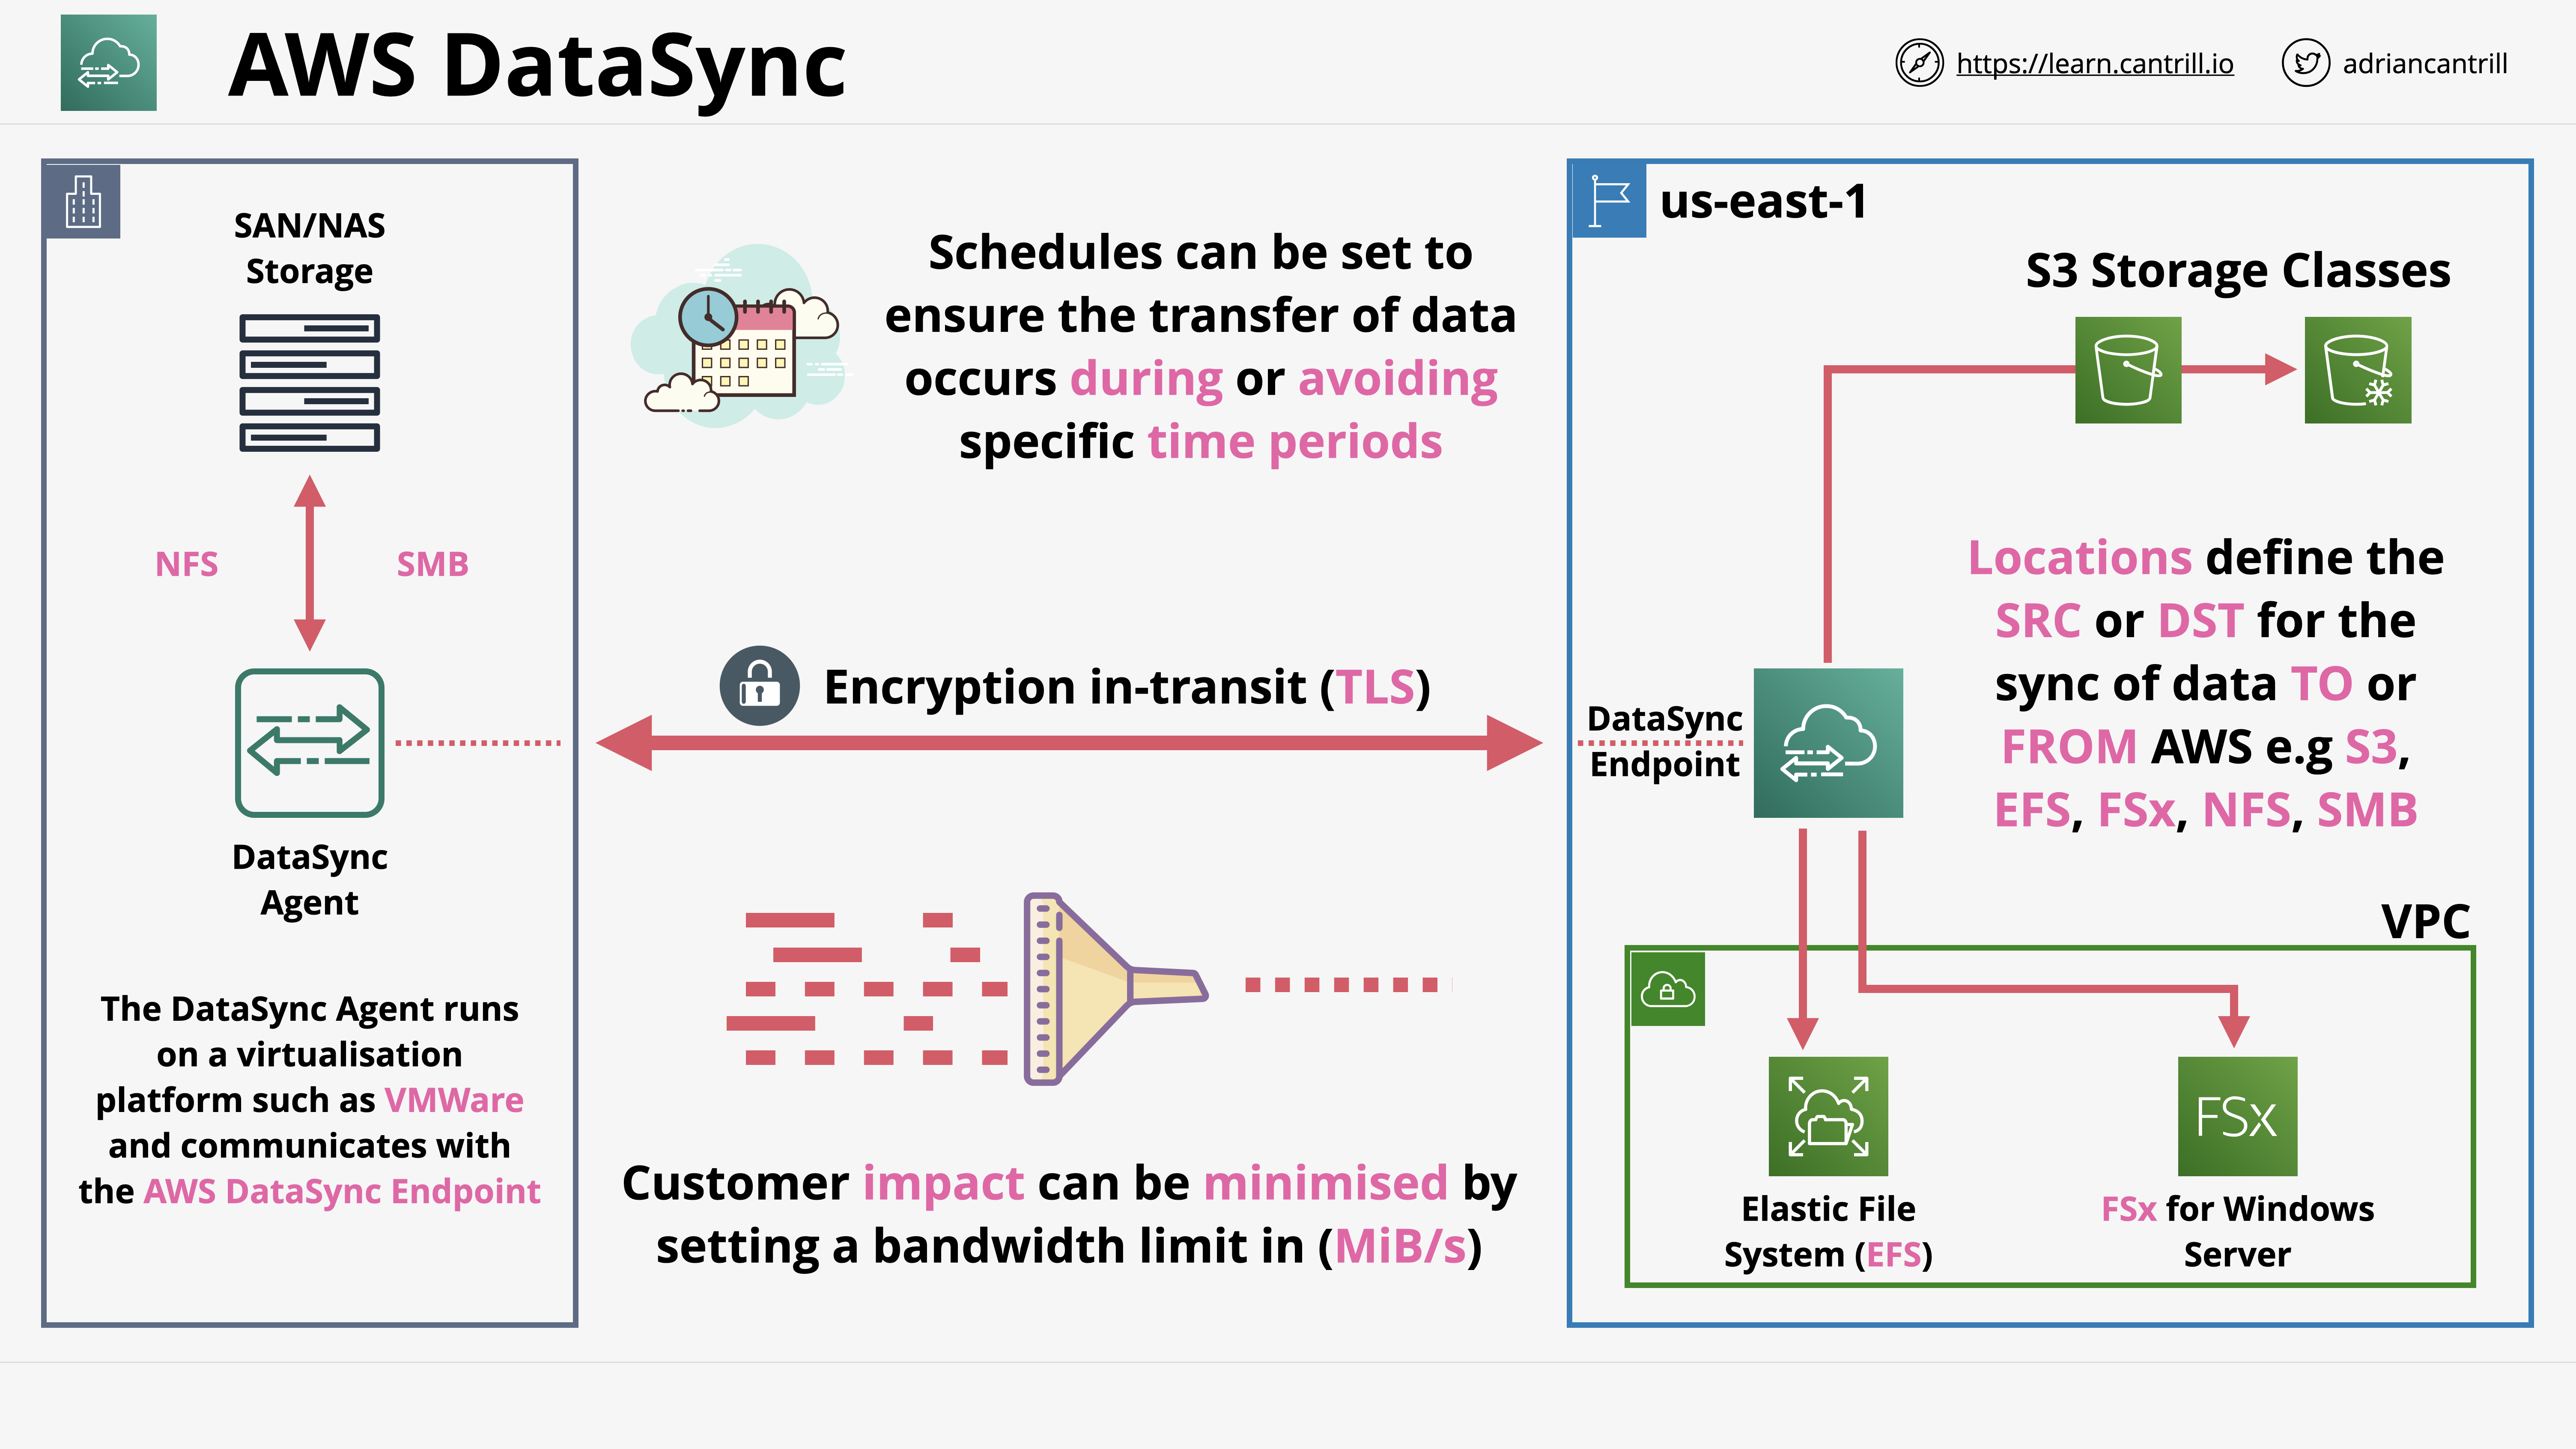 AWS DataSync
https://learn.cantrill.io
adriancantrill
SAN/NAS
Storage
NFS
SMB
DataSync
Agent
The DataSync Agent runs
on a virtualisation
platform such as VMWare
and communicates with
the AWS DataSync Endpoint
Schedules can be set to
ensure the transfer of data
occurs during or avoiding
specific time periods
Encryption in-transit (TLS)
Customer impact can be minimised by
setting a bandwidth limit in (MiB/s)
us-east-1
S3 Storage Classes
Locations define the
SRC or DST for the
sync of data TO or
FROM AWS e.g S3,
EFS, FSx, NFS, SMB
DataSync
Endpoint
VPC
Elastic File
System (EFS)
FSx
FSx for Windows
Server